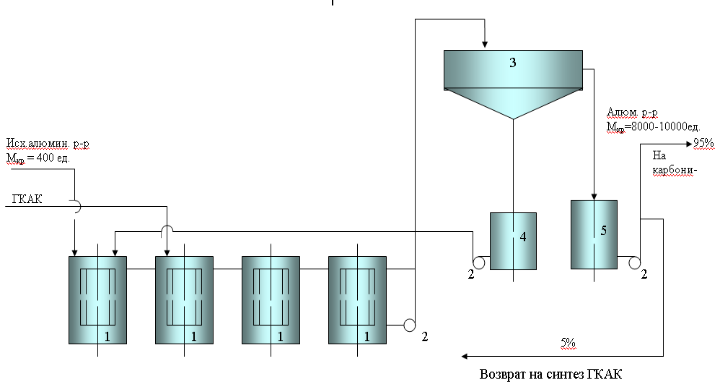 3
Алюм. р-р
Мкр.=8000-10000ед.
95%
На
карбони-
Исх.алюмин. р-р
Мкр. = 400 ед.
ГКАК
4
5
2
2
1
1
1
1
2
5%
Возврат на синтез ГКАК